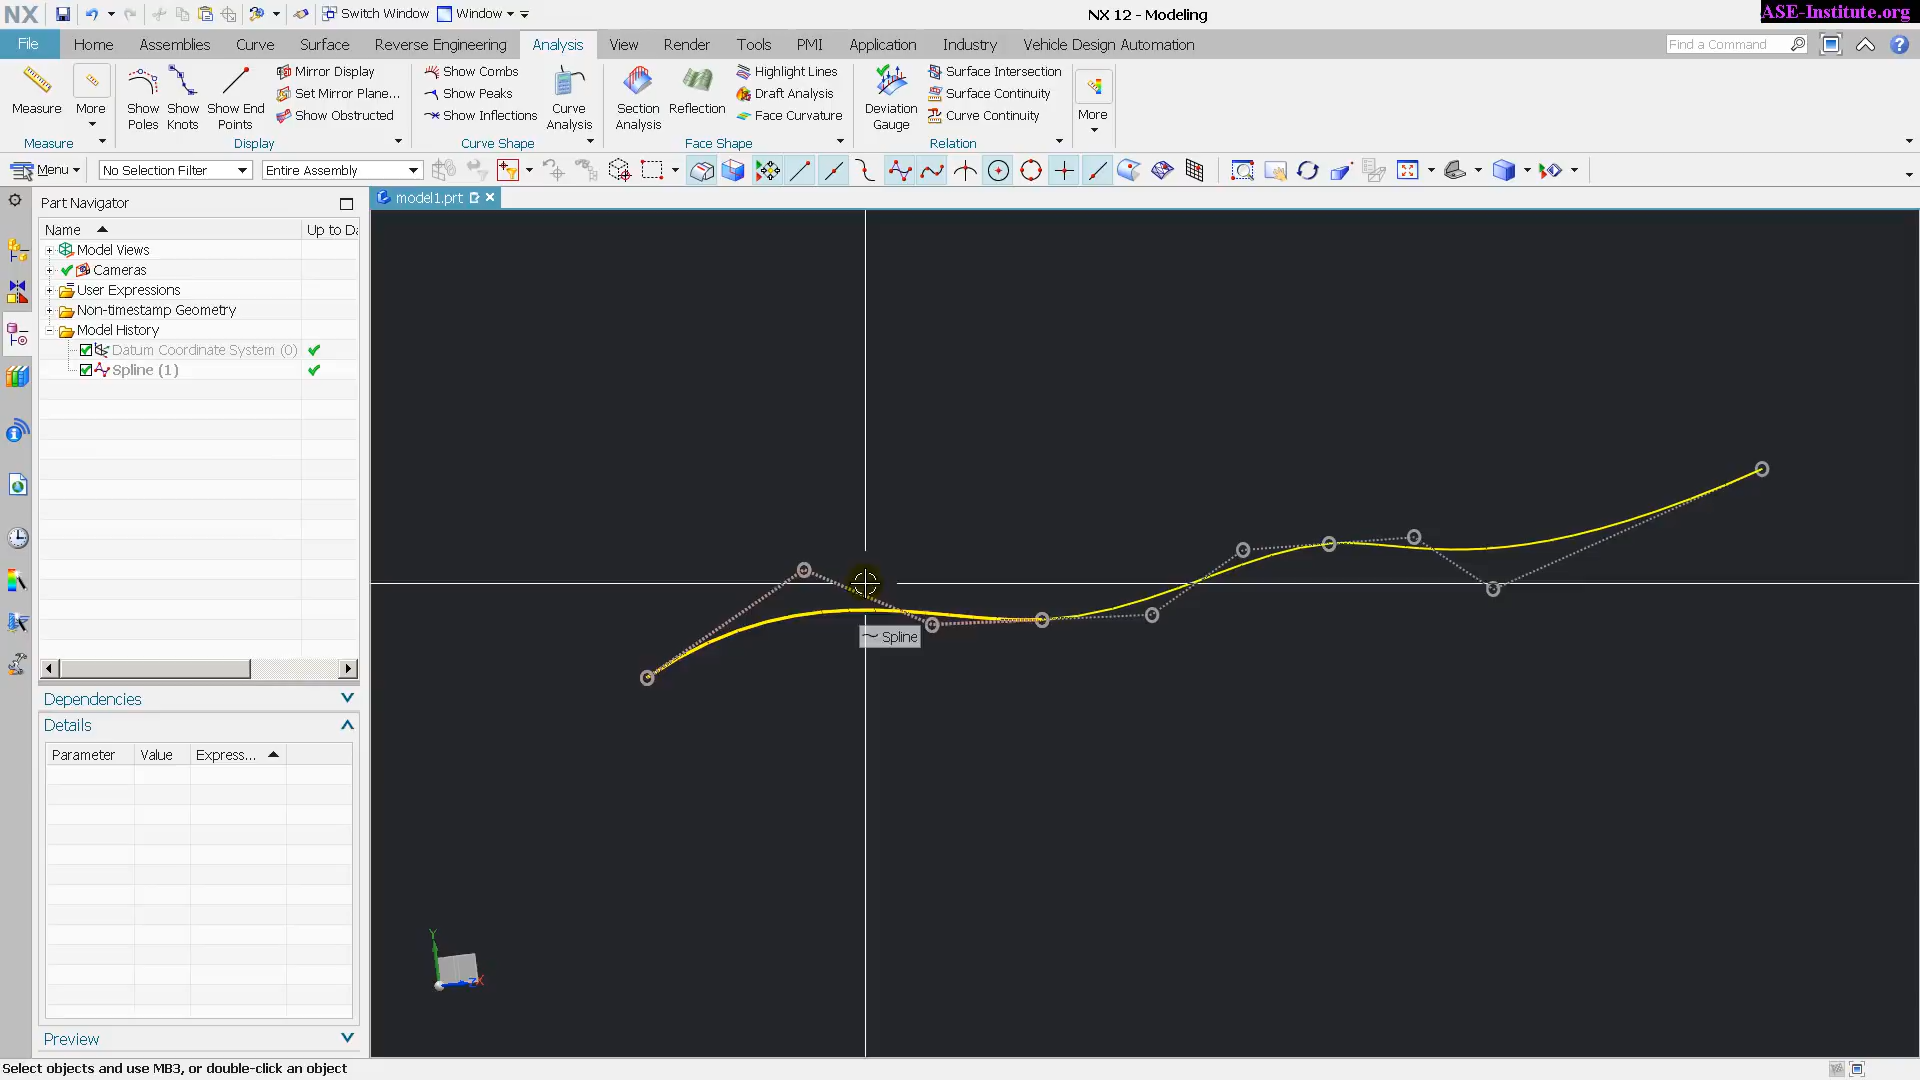 NX
Switch Window
Window
NX 12 - Modeling
ASE-Institute.org
File
Home
Assemblies
Curve
Surface
Reverse Engineering
Analysis
View
Render
Tools
PMI
Application
Industry
Vehicle Design Automation
Find a Command
Measure
More
Show Poles
Show Knots
Show End Points
Mirror Display
Set Mirror Plane...
Show Obstructed
Show Combs
Show Peaks
Show Inflections
Curve Analysis
Section Analysis
Reflection
Highlight Lines
Draft Analysis
Face Curvature
Deviation Gauge
Surface Intersection
Surface Continuity
Curve Continuity
More
Measure
Display
Curve Shape
Face Shape
Relation
Menu
No Selection Filter
Entire Assembly
Part Navigator
model1.prt
Name
Up to Da
Model Views
Cameras
User Expressions
Non-timestamp Geometry
Model History
Datum Coordinate System (0)
Spline (1)
Spline
Dependencies
Details
Parameter
Value
Express...
Y
X
Preview
Select objects and use MB3, or double-click an object